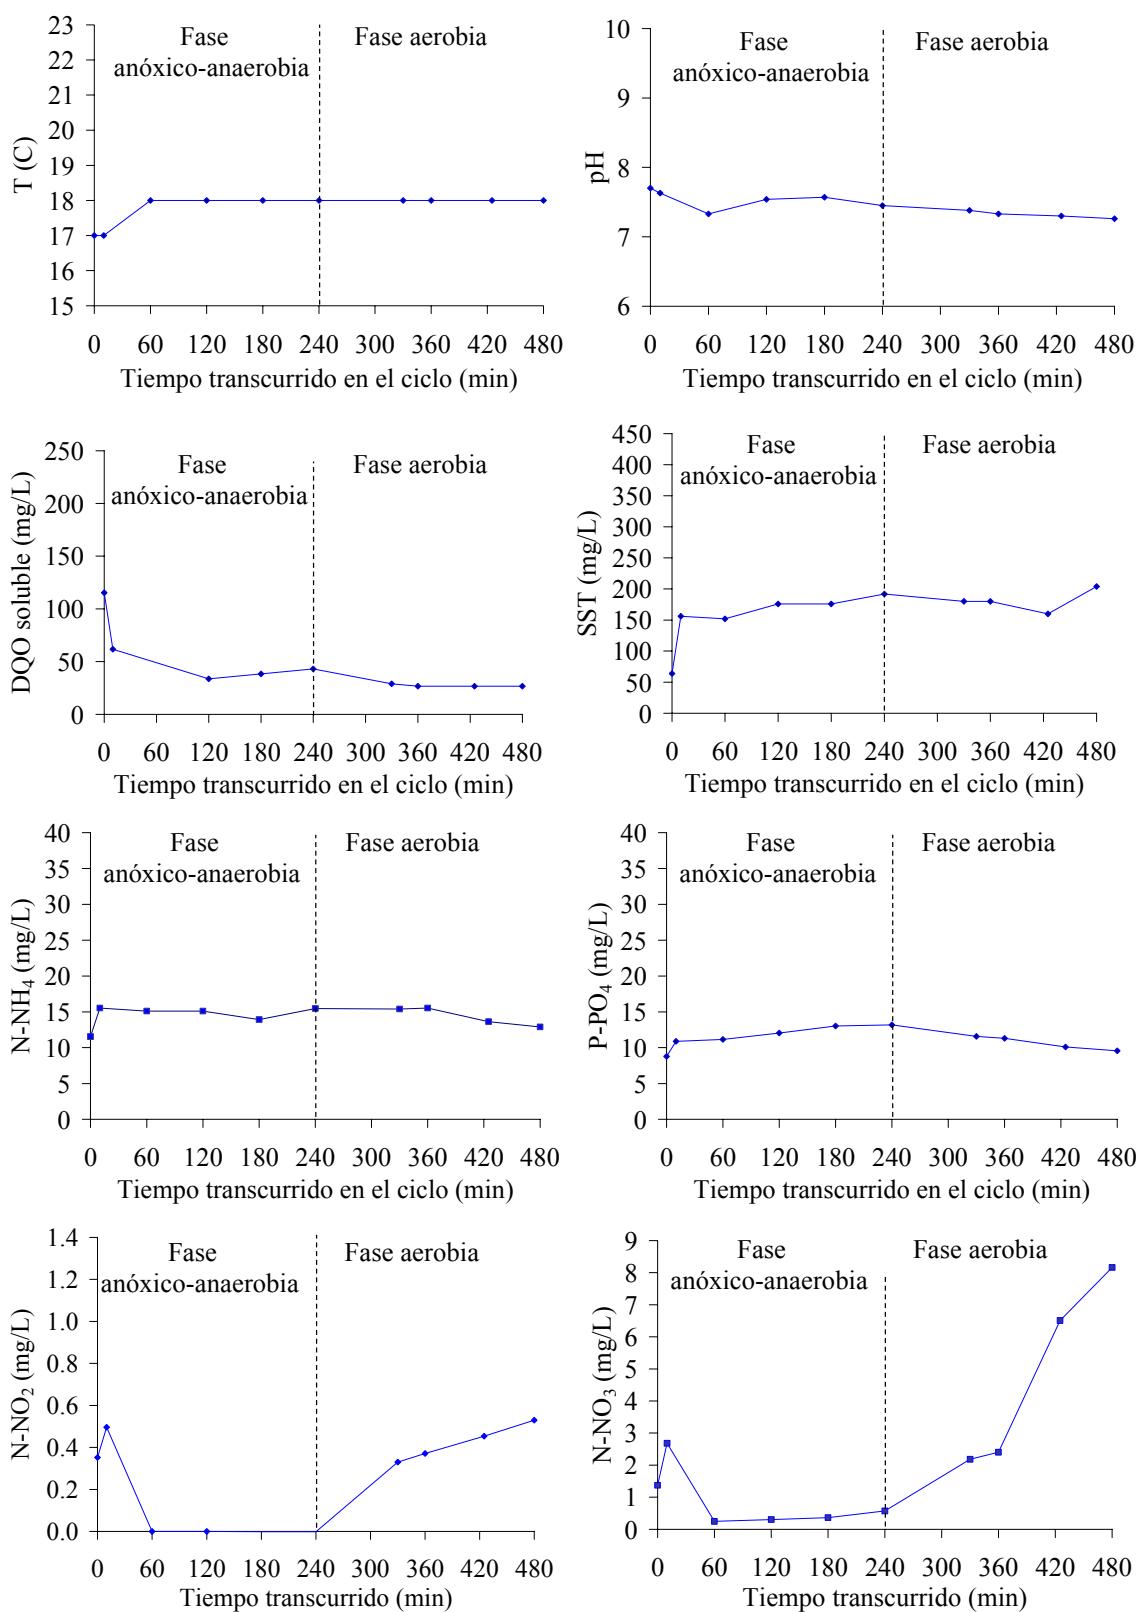 T (C)
23
22
21
20
19
18
17
16
15
Fase
anóxico-anaerobia
Fase aerobia
0 60 120 180 240 300 360 420 480
Tiempo transcurrido en el ciclo (min)
pH
10
9
8
7
6
Fase
anóxico-anaerobia
Fase aerobia
0 60 120 180 240 300 360 420 480
Tiempo transcurrido en el ciclo (min)
DQO soluble (mg/L)
250
200
150
100
50
0
Fase
anóxico-anaerobia
Fase aerobia
0 60 120 180 240 300 360 420 480
Tiempo transcurrido en el ciclo (min)
SST (mg/L)
450
400
350
300
250
200
150
100
50
0
Fase
anóxico-anaerobia
Fase aerobia
0 60 120 180 240 300 360 420 480
Tiempo transcurrido en el ciclo (min)
N-NH₄ (mg/L)
40
35
30
25
20
15
10
5
0
Fase
anóxico-anaerobia
Fase aerobia
0 60 120 180 240 300 360 420 480
Tiempo transcurrido en el ciclo (min)
P-PO₄ (mg/L)
40
35
30
25
20
15
10
5
0
Fase
anóxico-anaerobia
Fase aerobia
0 60 120 180 240 300 360 420 480
Tiempo transcurrido en el ciclo (min)
N-NO₂ (mg/L)
1.4
1.2
1.0
0.8
0.6
0.4
0.2
0.0
Fase
anóxico-anaerobia
Fase aerobia
0 60 120 180 240 300 360 420 480
Tiempo transcurrido (min)
N-NO₃ (mg/L)
9
8
7
6
5
4
3
2
1
0
Fase
anóxico-anaerobia
Fase aerobia
0 60 120 180 240 300 360 420 480
Tiempo transcurrido (min)